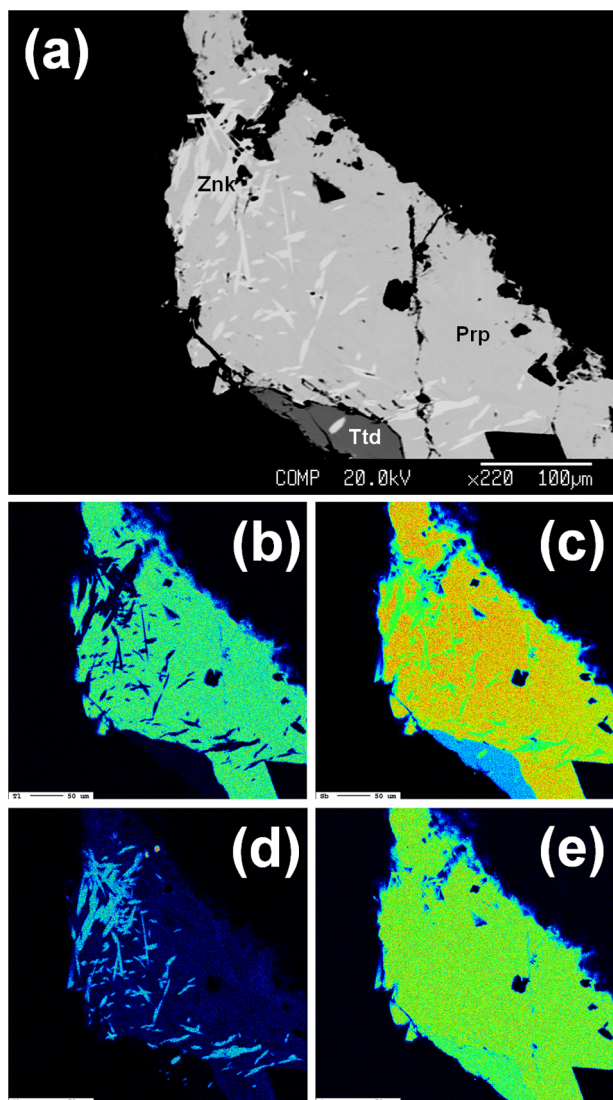 (a)
Znk
Prp
Ttd
COMP 20.0kV ×220 100µm
(b)
(c)
Tl 50 um
Sb 50 um
(d)
(e)